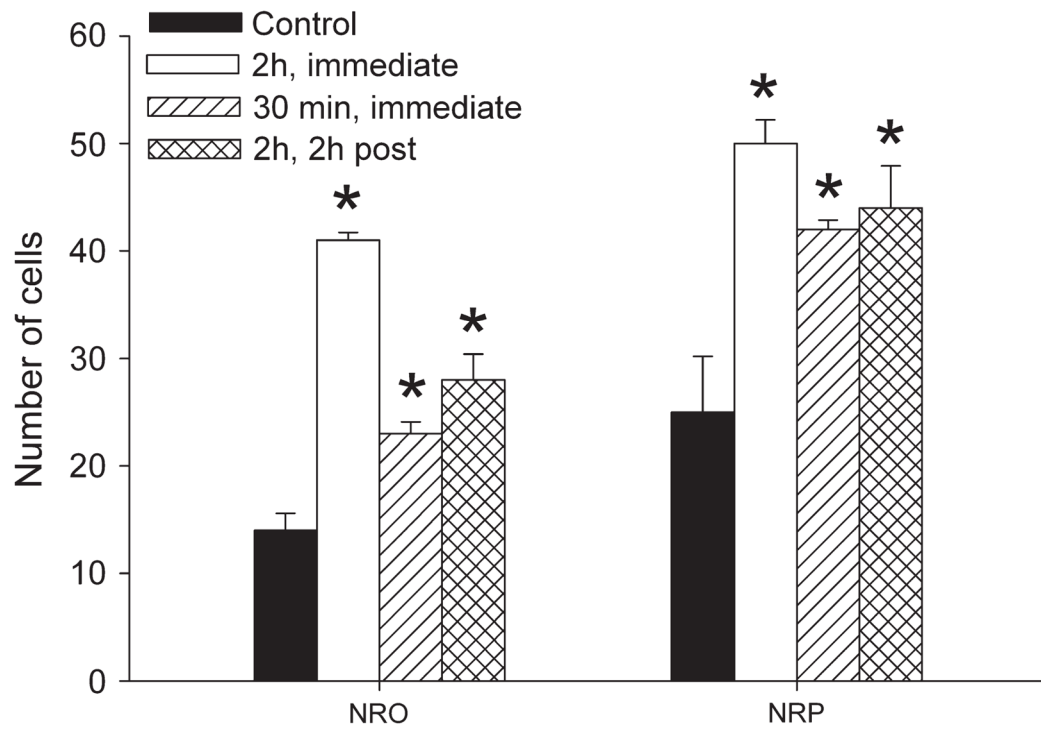 Control
2h, immediate
30 min, immediate
2h, 2h post
60
50
40
30
20
10
0
Number of cells
*
*
*
*
*
*
NRO
NRP